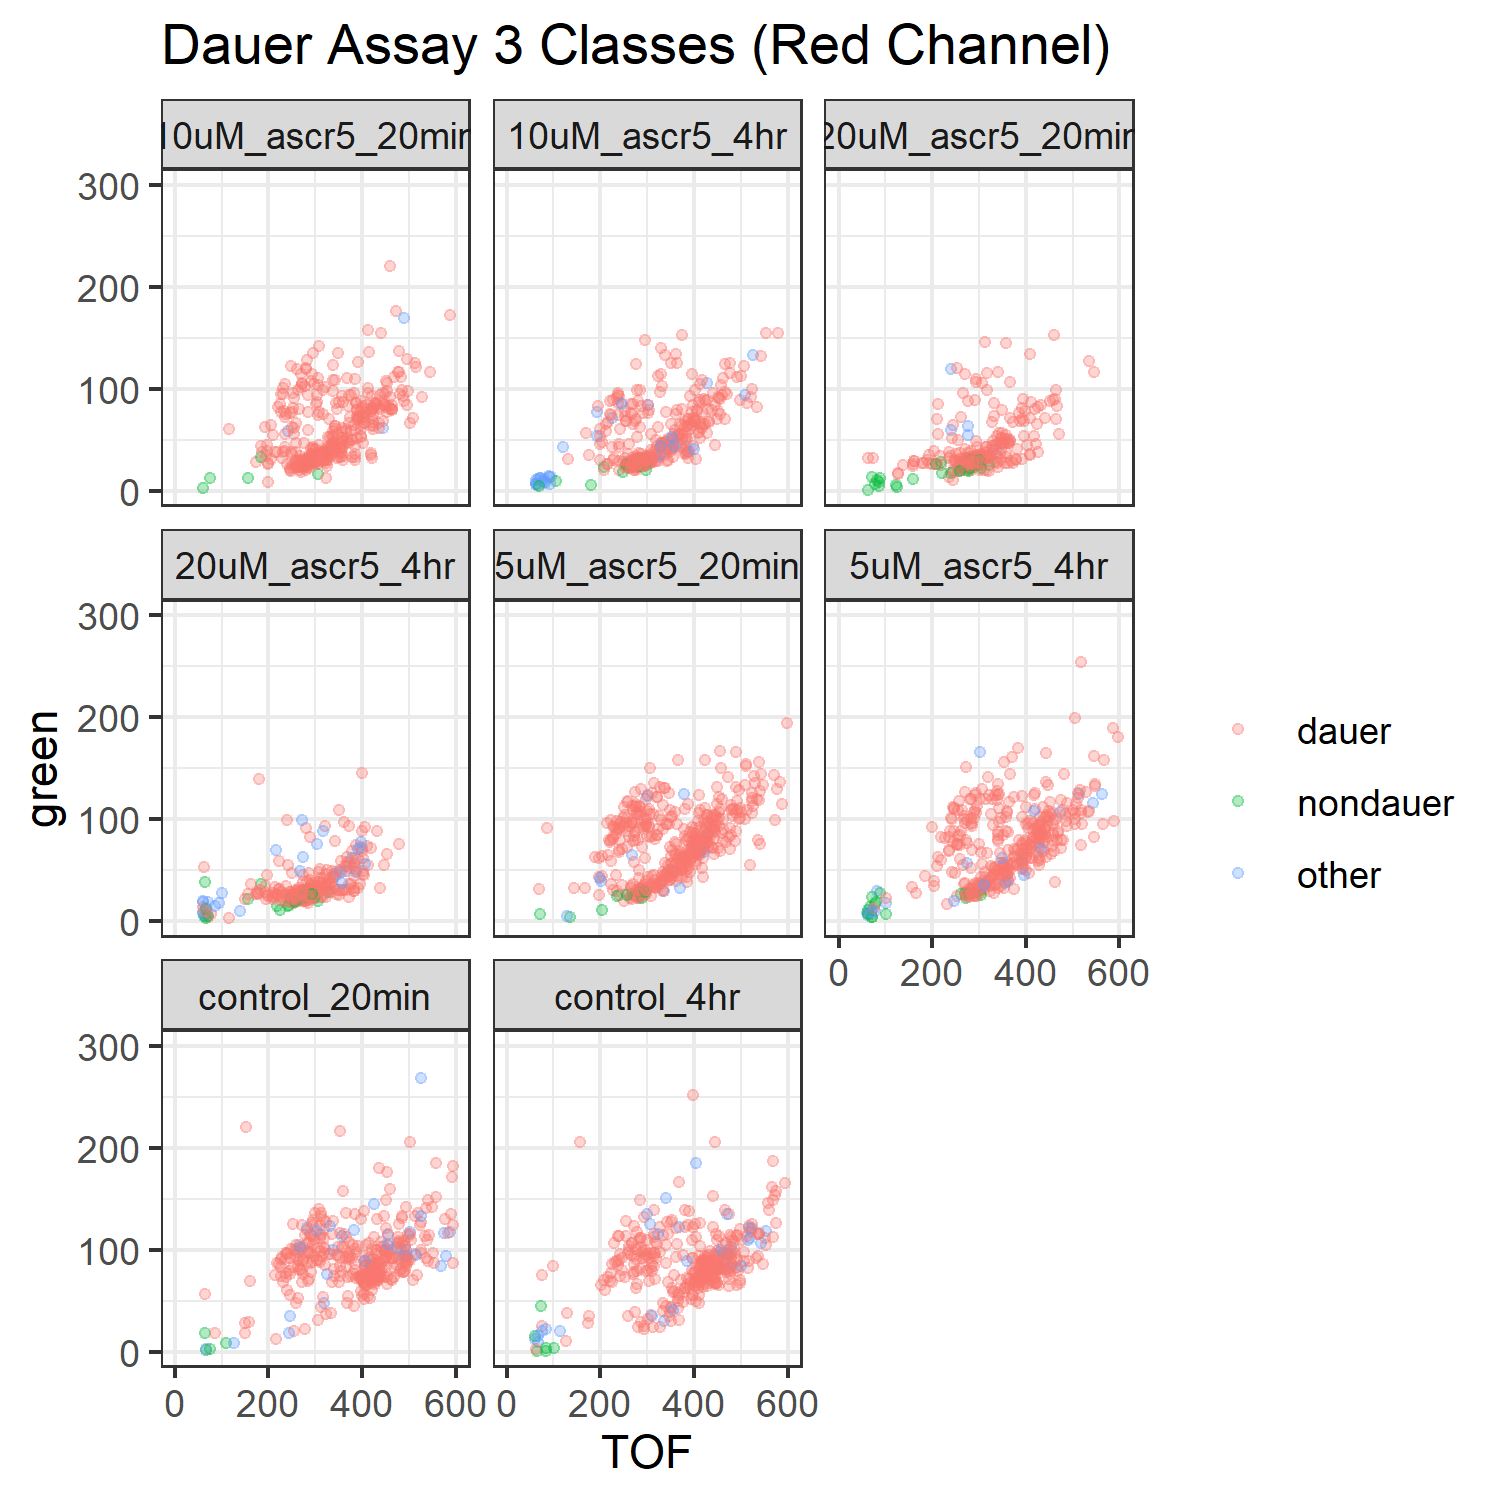 Dauer Assay 3 Classes (Red Channel)
10uM_ascr5_20min 10uM_ascr5_4hr 20uM_ascr5_20min
300
200
100
0
20uM_ascr5_4hr 5uM_ascr5_20min 5uM_ascr5_4hr
300
200
100
0
0 200 400 600
control_20min control_4hr
300
200
100
0
0 200 400 600 0 200 400 600
TOF
green
dauer
nondauer
other